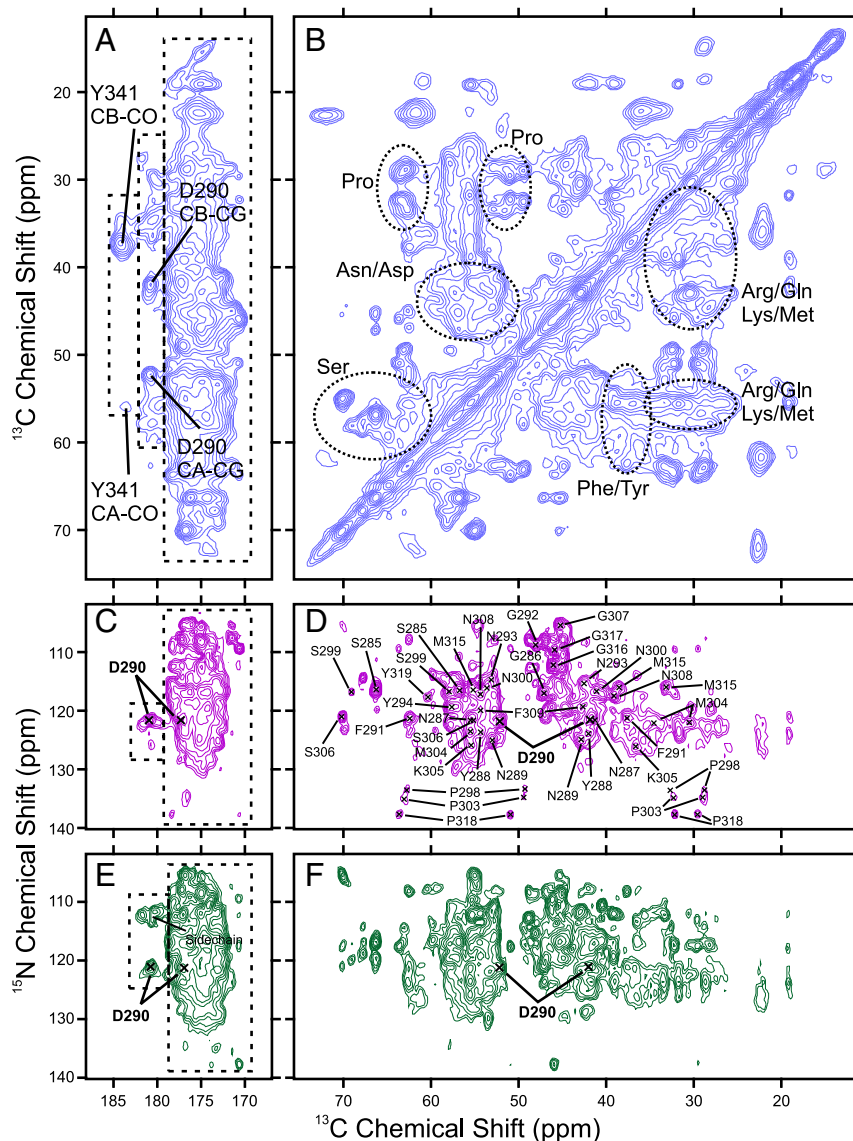 A
B
Y341
CB-CO
D290
CB-CG
D290
CA-CG
Y341
CA-CO
20
30
40
50
60
70
13C Chemical Shift (ppm)
Pro
Pro
Asn/Asp
Ser
Arg/Gln
Lys/Met
Arg/Gln
Lys/Met
Phe/Tyr
C
D
110
120
130
140
D290
S299
S285
S306
F291
S285
S299
Y319
Y294
N287
S306
M304
K305
M315
N308
N293
N300
F309
Y288
N289
D290
P298
P303
P318
G292
G286
G307
G317
G316
N293
N300
M315
N308
M315
M304
F291
N287
K305
Y288
N289
P298
P303
P318
E
F
110
120
130
140
Sidechain
D290
D290
15N Chemical Shift (ppm)
185 180 175 170
70 60 50 40 30 20
13C Chemical Shift (ppm)